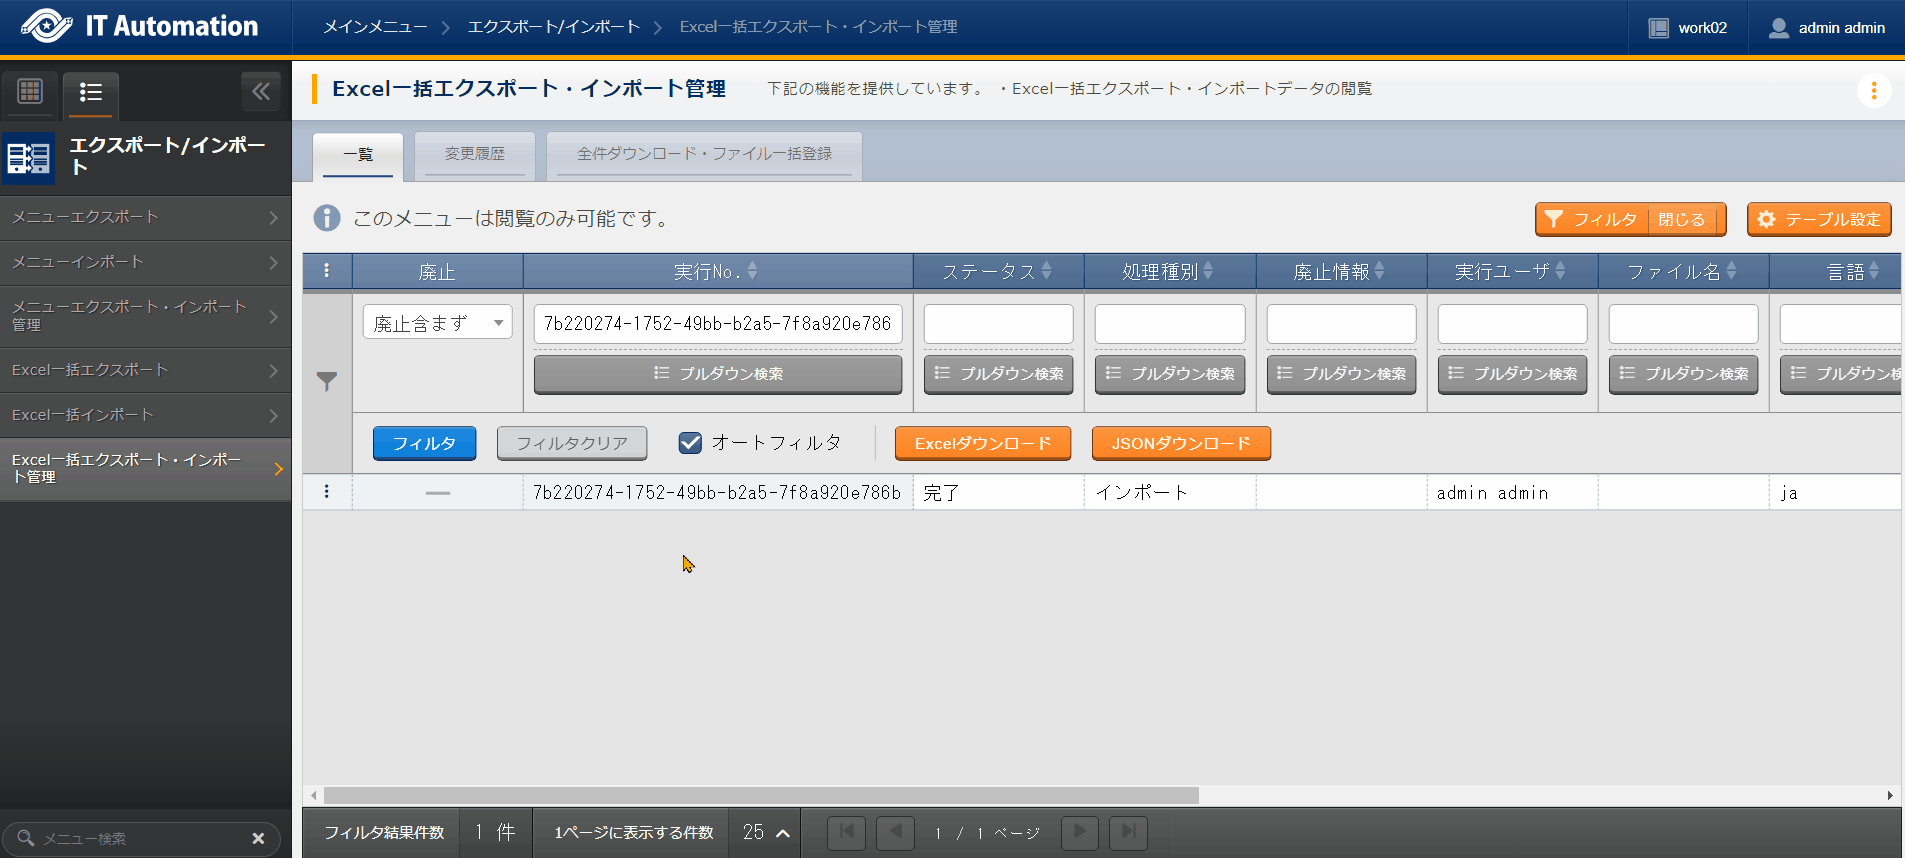 IT Automation
メインメニュー
エクスポート/インポート
Excel一括エクスポート・インポート管理
work02
admin admin
エクスポート/インポー
ト
メニューエクスポート
メニューインポート
メニューエクスポート・インポート
管理
Excel一括エクスポート
Excel一括インポート
Excel一括エクスポート・インポー
ト管理
メニュー検索
Excel一括エクスポート・インポート管理
下記の機能を提供しています。 ・Excel一括エクスポート・インポートデータの閲覧
一覧
変更履歴
全件ダウンロード・ファイル一括登録
このメニューは閲覧のみ可能です。
フィルタ 閉じる
テーブル設定
廃止 実行No. ステータス 処理種別 廃止情報 実行ユーザ ファイル名 言語
廃止含まず 7b220274-1752-49bb-b2a5-7f8a920e786
プルダウン検索 プルダウン検索 プルダウン検索 プルダウン検索 プルダウン検索 プルダウン検索 プルダウン検
フィルタ フィルタクリア オートフィルタ Excelダウンロード JSONダウンロード
7b220274-1752-49bb-b2a5-7f8a920e786b 完了 インポート admin admin ja
フィルタ結果件数 1 件 1ページに表示する件数 25 1 / 1 ページ